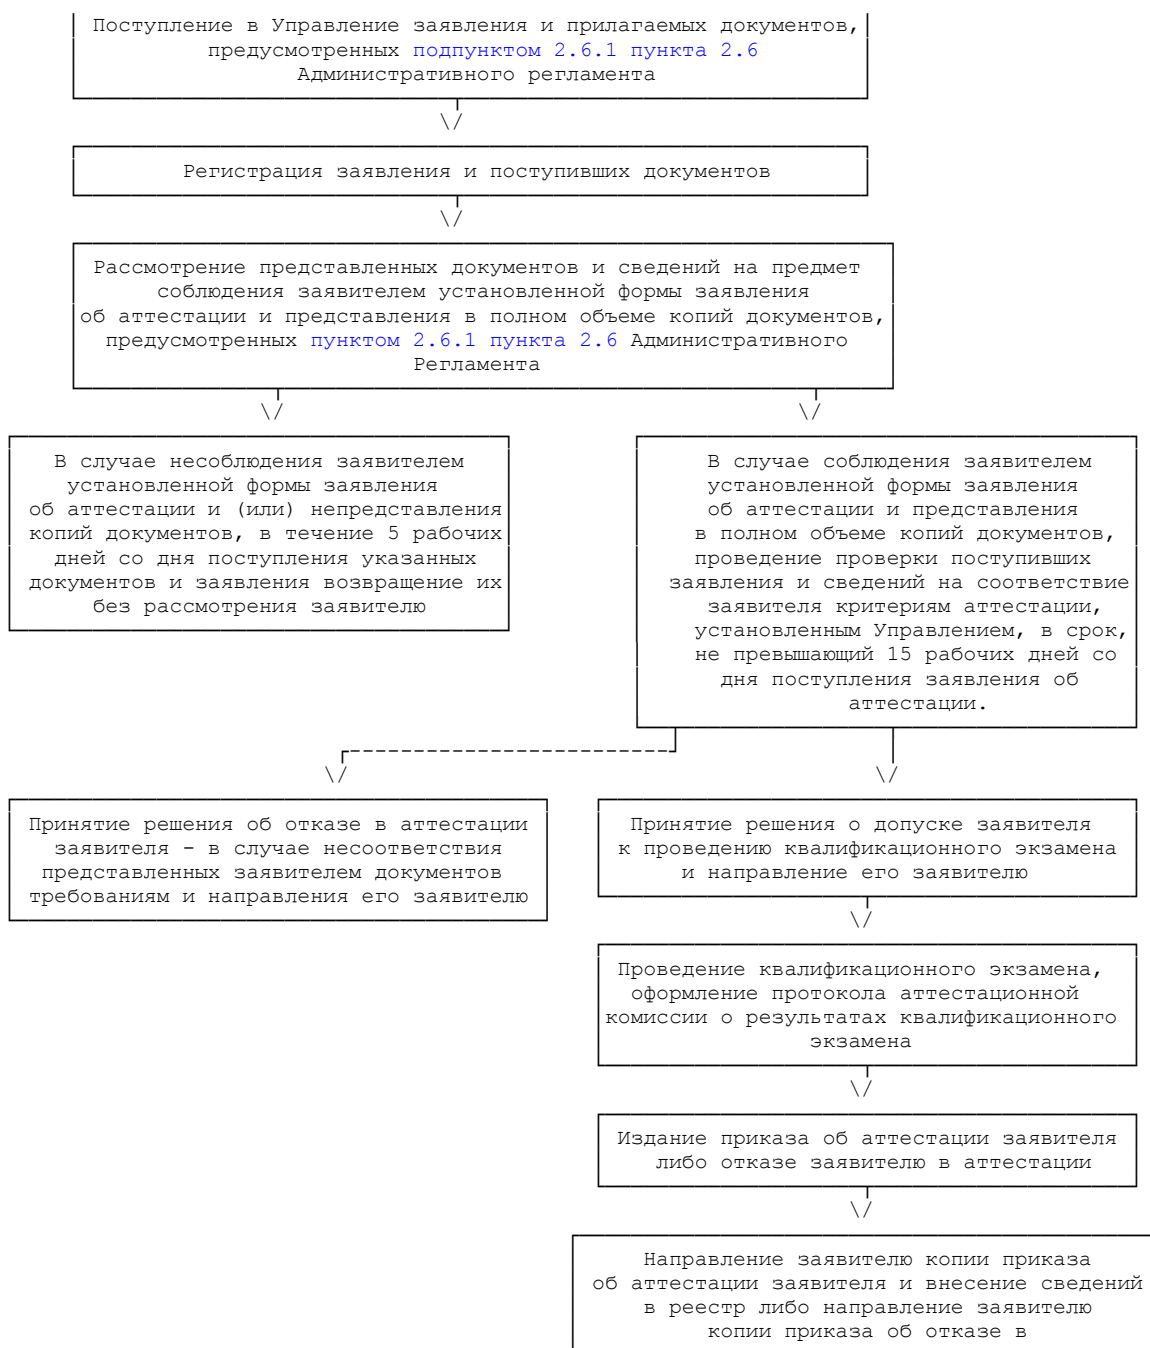 Поступление в Управление заявления и прилагаемых документов,
предусмотренных подпунктом 2.6.1 пункта 2.6
Административного регламента
\/
Регистрация заявления и поступивших документов
\/
Рассмотрение представленных документов и сведений на предмет
соблюдения заявителем установленной формы заявления
об аттестации и представления в полном объеме копий документов,
предусмотренных пунктом 2.6.1 пункта 2.6 Административного
Регламента
\/
\/
В случае несоблюдения заявителем
установленной формы заявления
об аттестации и (или) непредставления
копий документов, в течение 5 рабочих
дней со дня поступления указанных
документов и заявления возвращение их
без рассмотрения заявителю
В случае соблюдения заявителем
установленной формы заявления
об аттестации и представления
в полном объеме копий документов,
проведение проверки поступивших
заявления и сведений на соответствие
заявителя критериям аттестации,
установленным Управлением, в срок,
не превышающий 15 рабочих дней со
дня поступления заявления об
аттестации.
\/
\/
Принятие решения об отказе в аттестации
заявителя - в случае несоответствия
представленных заявителем документов
требованиям и направления его заявителю
Принятие решения о допуске заявителя
к проведению квалификационного экзамена
и направление его заявителю
\/
Проведение квалификационного экзамена,
оформление протокола аттестационной
комиссии о результатах квалификационного
экзамена
\/
Издание приказа об аттестации заявителя
либо отказе заявителю в аттестации
\/
Направление заявителю копии приказа
об аттестации заявителя и внесение сведений
в реестр либо направление заявителю
копии приказа об отказе в